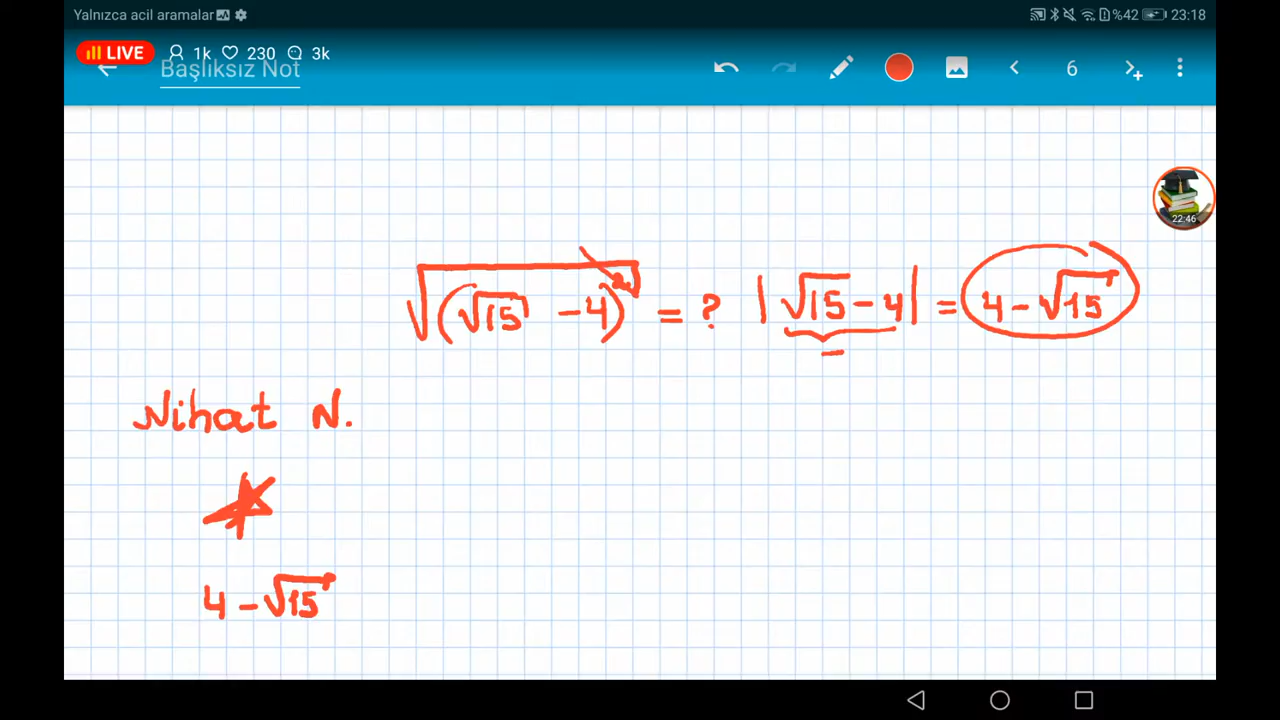 Yalnızca acil aramalar
%42 23:18
LIVE 1k 230 3k
Başlıksız Not
6
22:46
√(√15 - 4)² = ? |√15 - 4| = 4 - √15
Nihat N.
4 - √15